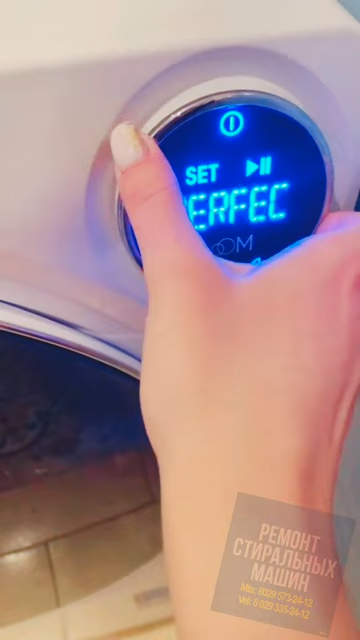 SET
ERFEC
OM
РЕМОНТ
СТИРАЛЬНЫХ
МАШИН
Mts: 8029 573-24-12
Vel: 8 029 335-24-12